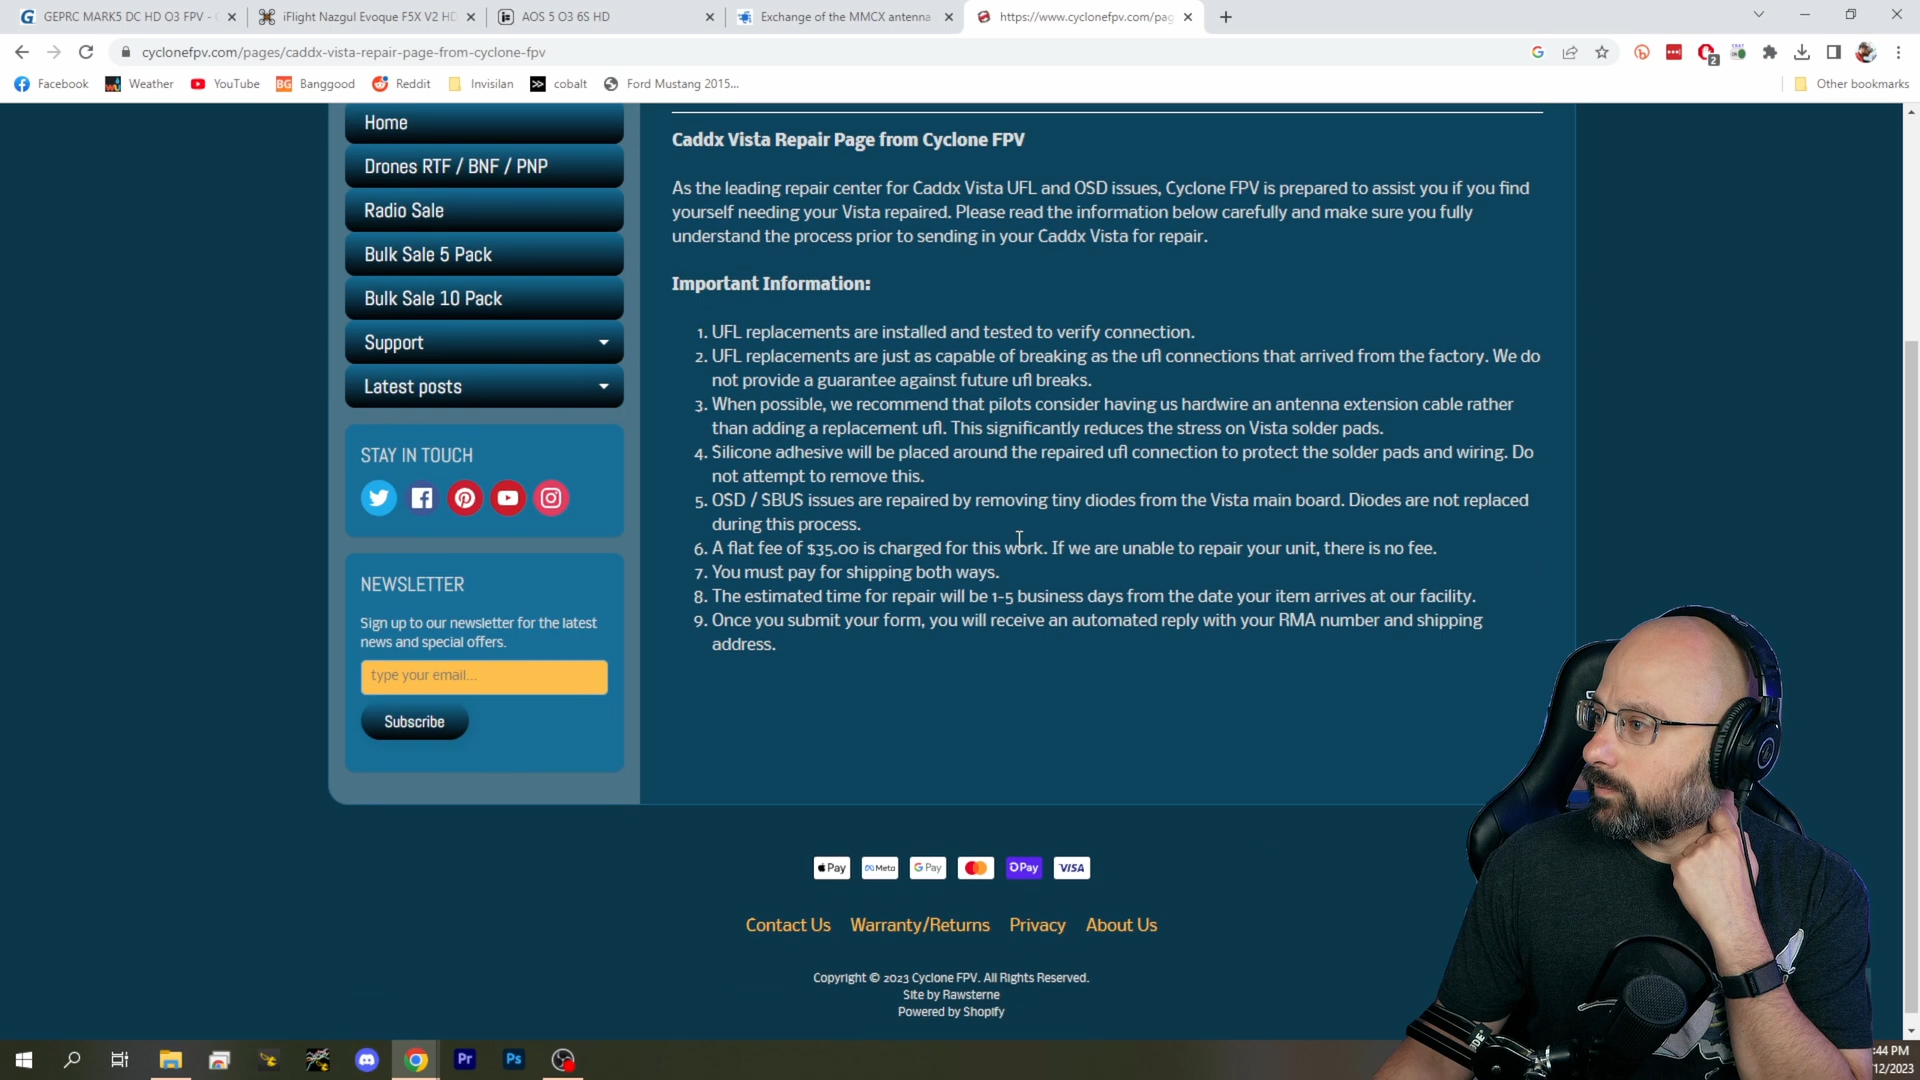 GEPRC MARK5 DC HD O3 FPV -
iFlight Nazgul Evoque F5X V2 HD
AOS 5 O3 6S HD
Exchange of the MMCX antenna
https://www.cyclonefpv.com/pag
cyclonefpv.com/pages/caddx-vista-repair-page-from-cyclone-fpv
2
Facebook
Weather
YouTube
BG Banggood
Reddit
Invisilan
cobalt
Ford Mustang 2015...
Other bookmarks
Home
Drones RTF / BNF / PNP
Radio Sale
Bulk Sale 5 Pack
Bulk Sale 10 Pack
Support
Latest posts
STAY IN TOUCH
NEWSLETTER
Sign up to our newsletter for the latest
news and special offers.
type your email...
Subscribe
Caddx Vista Repair Page from Cyclone FPV
As the leading repair center for Caddx Vista UFL and OSD issues, Cyclone FPV is prepared to assist you if you find
yourself needing your Vista repaired. Please read the information below carefully and make sure you fully
understand the process prior to sending in your Caddx Vista for repair.
Important Information:
1. UFL replacements are installed and tested to verify connection.
2. UFL replacements are just as capable of breaking as the ufl connections that arrived from the factory. We do
not provide a guarantee against future ufl breaks.
3. When possible, we recommend that pilots consider having us hardwire an antenna extension cable rather
than adding a replacement ufl. This significantly reduces the stress on Vista solder pads.
4. Silicone adhesive will be placed around the repaired ufl connection to protect the solder pads and wiring. Do
not attempt to remove this.
5. OSD / SBUS issues are repaired by removing tiny diodes from the Vista main board. Diodes are not replaced
during this process.
6. A flat fee of $35.00 is charged for this work. If we are unable to repair your unit, there is no fee.
7. You must pay for shipping both ways.
8. The estimated time for repair will be 1-5 business days from the date your item arrives at our facility.
9. Once you submit your form, you will receive an automated reply with your RMA number and shipping
address.
Pay Meta G Pay Pay VISA
Contact Us Warranty/Returns Privacy About Us
Copyright © 2023 Cyclone FPV. All Rights Reserved.
Site by Rawsterne
Powered by Shopify
Pr
Ps
:44 PM
/12/2023